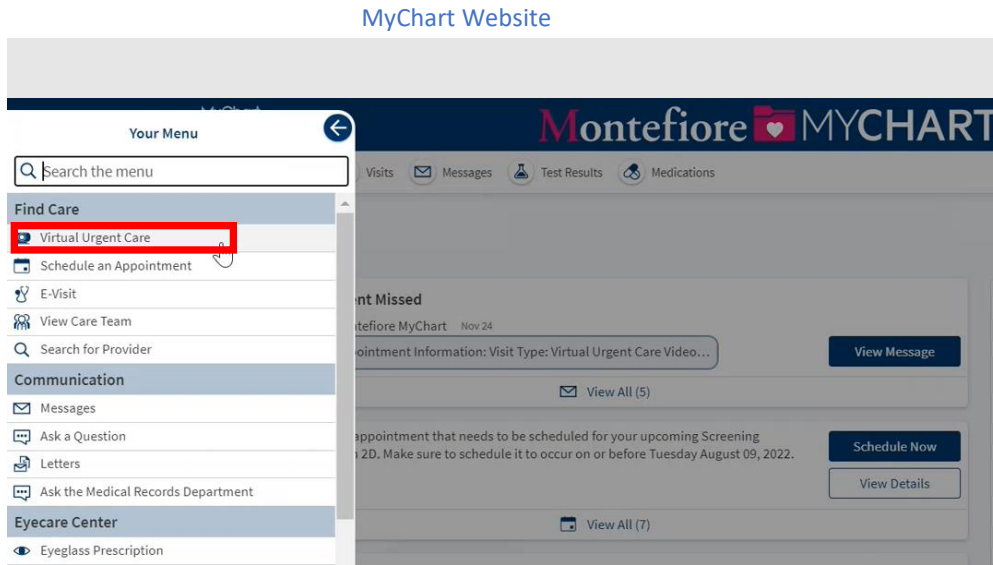 MyChart Website
Montefiore MYCHART
Your Menu
Search the menu
Visits Messages Test Results Medications
Find Care
Virtual Urgent Care
Schedule an Appointment
E-Visit
View Care Team
Search for Provider
Communication
Messages
Ask a Question
Letters
Ask the Medical Records Department
Eyecare Center
Eyeglass Prescription
nt Missed
tefiore MyChart Nov 24
ointment Information: Visit Type: Virtual Urgent Care Video...
View Message
View All (5)
appointment that needs to be scheduled for your upcoming Screening
2D. Make sure to schedule it to occur on or before Tuesday August 09, 2022.
Schedule Now
View Details
View All (7)